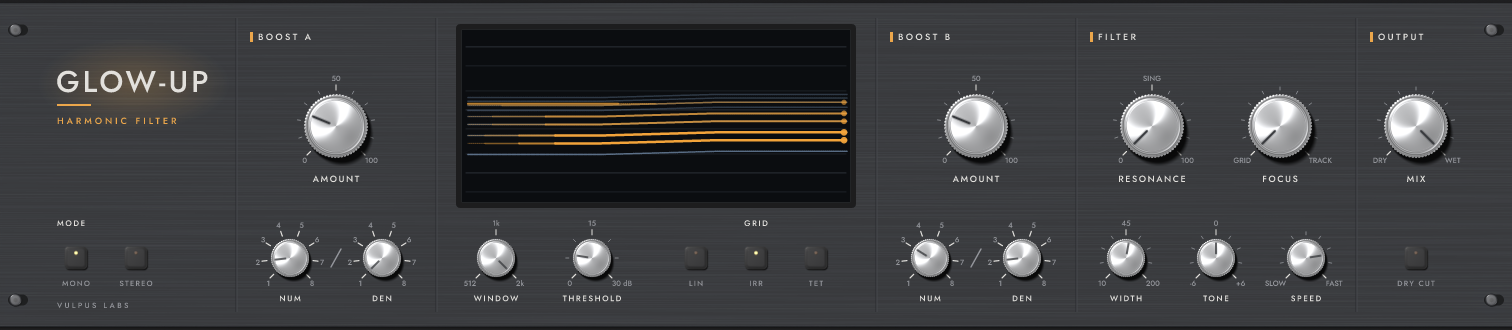 GLOW-UP
HARMONIC FILTER
MODE
MONO STEREO
VULPUS LABS
BOOST A
50
0 100
AMOUNT
1 2 3 4 5 6 7 8
NUM
/
1 2 3 4 5 6 7 8
DEN
1k
512 2k
WINDOW
15
0 30 dB
THRESHOLD
GRID
LIN IRR TET
BOOST B
50
0 100
AMOUNT
1 2 3 4 5 6 7 8
NUM
/
1 2 3 4 5 6 7 8
DEN
FILTER
SING
0 100
RESONANCE
GRID TRACK
FOCUS
45
10 200
WIDTH
0
-6 +6
TONE
SLOW FAST
SPEED
OUTPUT
DRY WET
MIX
DRY CUT